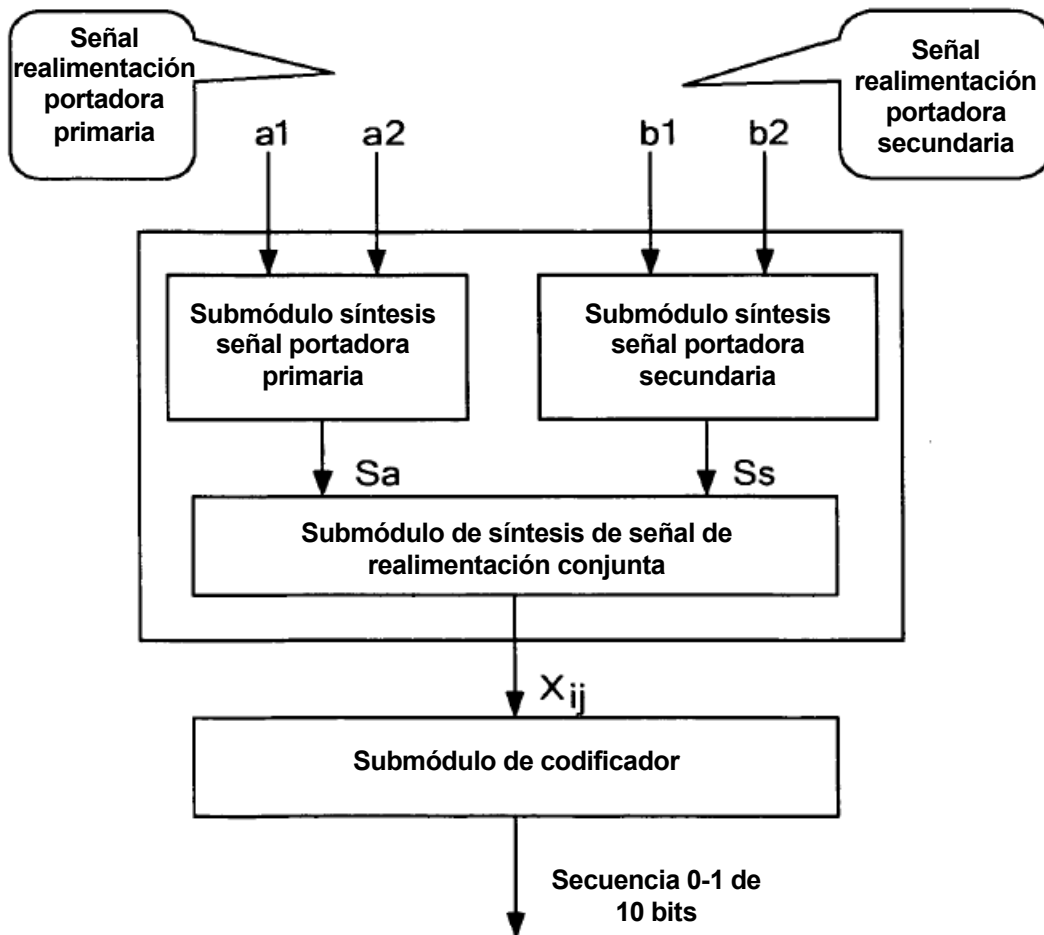 Señal
realimentación
portadora
primaria
Señal
realimentación
portadora
secundaria
a1 a2 b1 b2
Submódulo síntesis
señal portadora
primaria
Submódulo síntesis
señal portadora
secundaria
Sa Ss
Submódulo de síntesis de señal de
realimentación conjunta
Xij
Submódulo de codificador
Secuencia 0-1 de
10 bits